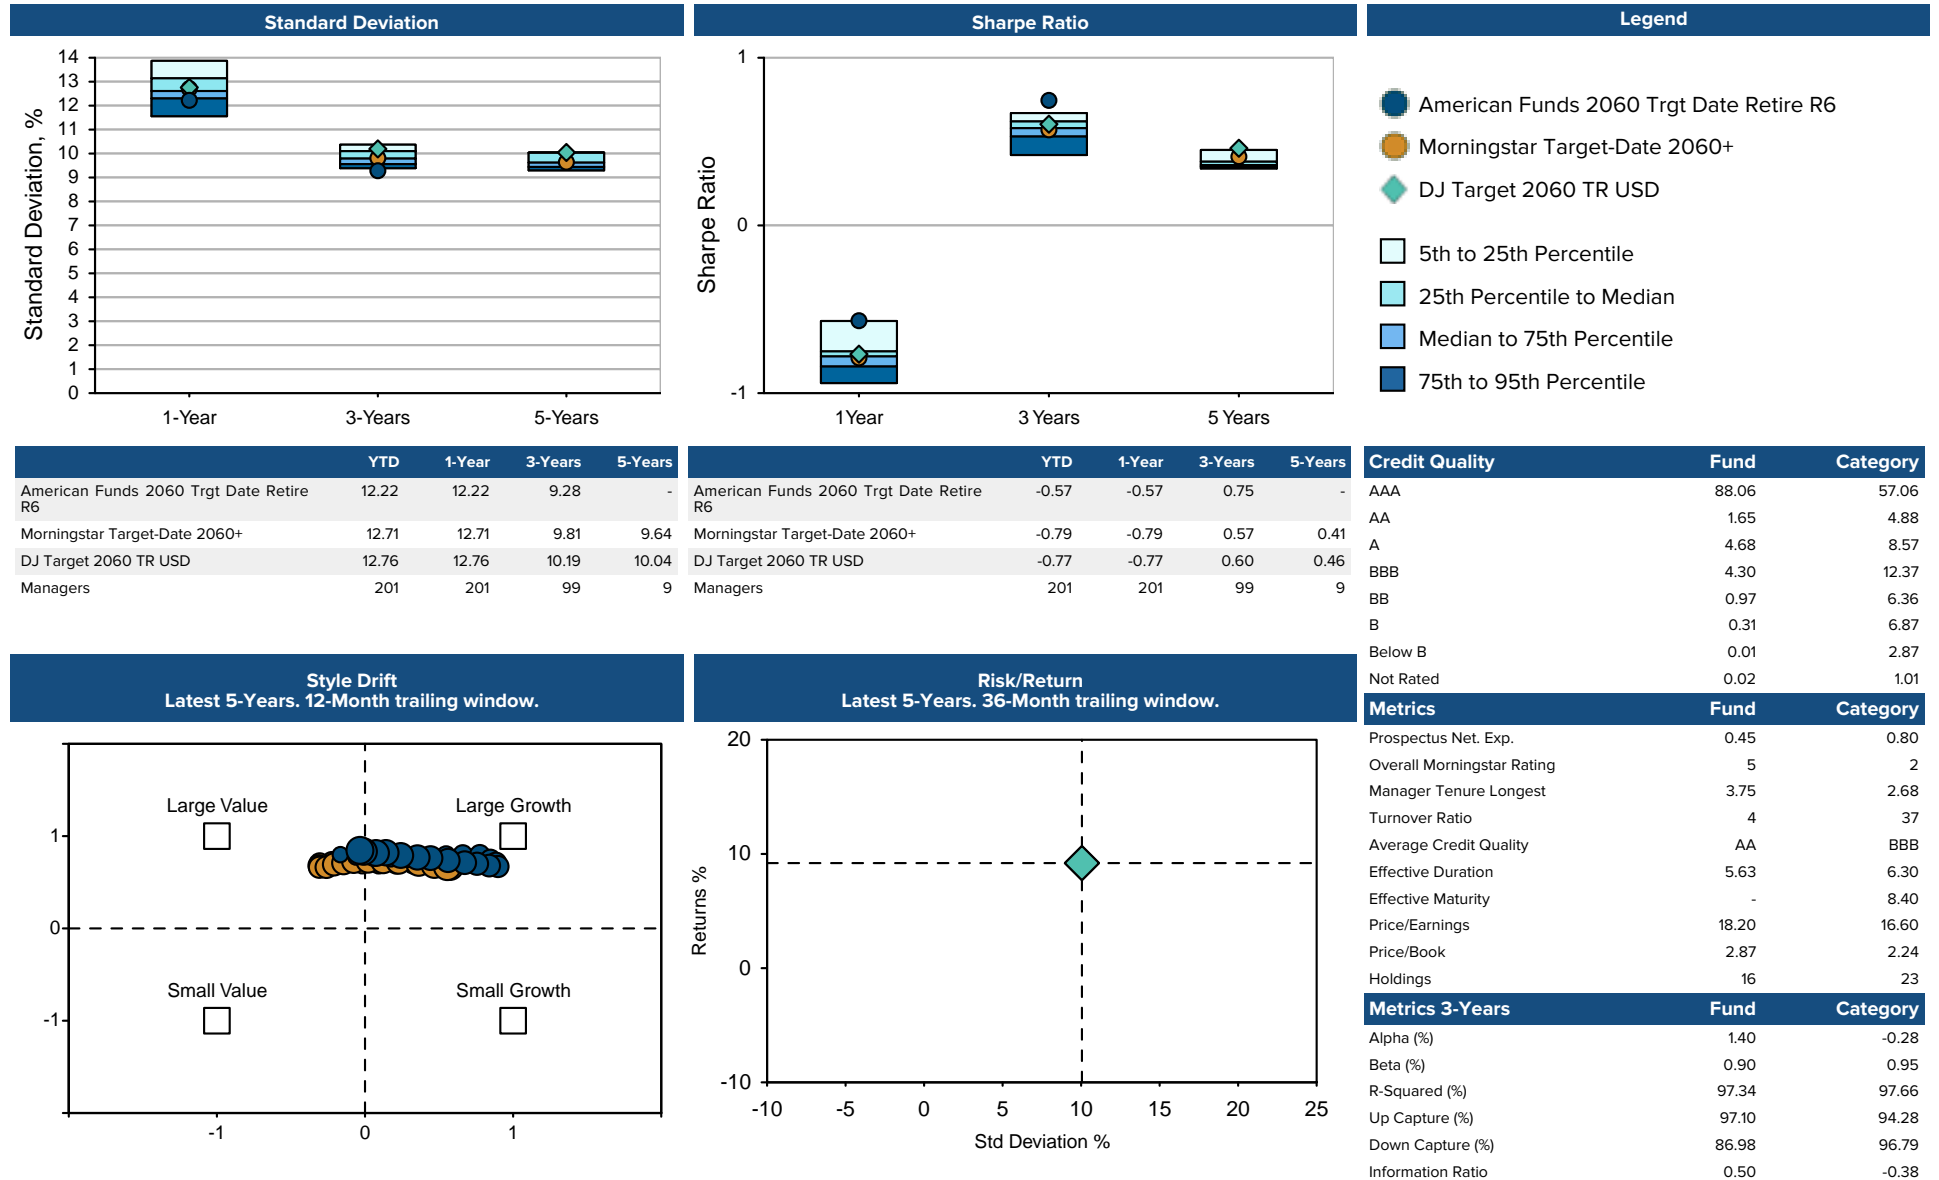 Standard Deviation
14
13
12
11
10
9
8
7
6
5
4
3
2
1
0
Standard Deviation, %
1-Year 3-Years 5-Years
Sharpe Ratio
1
0
-1
Sharpe Ratio
1Year 3 Years 5 Years
Legend
American Funds 2060 Trgt Date Retire R6
Morningstar Target-Date 2060+
DJ Target 2060 TR USD
5th to 25th Percentile
25th Percentile to Median
Median to 75th Percentile
75th to 95th Percentile
YTD 1-Year 3-Years 5-Years
American Funds 2060 Trgt Date Retire 12.22 12.22 9.28 -
R6
Morningstar Target-Date 2060+ 12.71 12.71 9.81 9.64
DJ Target 2060 TR USD 12.76 12.76 10.19 10.04
Managers 201 201 99 9
YTD 1-Year 3-Years 5-Years
American Funds 2060 Trgt Date Retire -0.57 -0.57 0.75 -
R6
Morningstar Target-Date 2060+ -0.79 -0.79 0.57 0.41
DJ Target 2060 TR USD -0.77 -0.77 0.60 0.46
Managers 201 201 99 9
Credit Quality Fund Category
AAA 88.06 57.06
AA 1.65 4.88
A 4.68 8.57
BBB 4.30 12.37
BB 0.97 6.36
B 0.31 6.87
Below B 0.01 2.87
Not Rated 0.02 1.01
Metrics Fund Category
Prospectus Net. Exp. 0.45 0.80
Overall Morningstar Rating 5 2
Manager Tenure Longest 3.75 2.68
Turnover Ratio 4 37
Average Credit Quality AA BBB
Effective Duration 5.63 6.30
Effective Maturity - 8.40
Price/Earnings 18.20 16.60
Price/Book 2.87 2.24
Holdings 16 23
Metrics 3-Years Fund Category
Alpha (%) 1.40 -0.28
Beta (%) 0.90 0.95
R-Squared (%) 97.34 97.66
Up Capture (%) 97.10 94.28
Down Capture (%) 86.98 96.79
Information Ratio 0.50 -0.38
Style Drift
Latest 5-Years. 12-Month trailing window.
Large Value Large Growth
1
0
Small Value Small Growth
-1
-1 0 1
Risk/Return
Latest 5-Years. 36-Month trailing window.
20
10
0
-10
Returns %
-10 -5 0 5 10 15 20 25
Std Deviation %